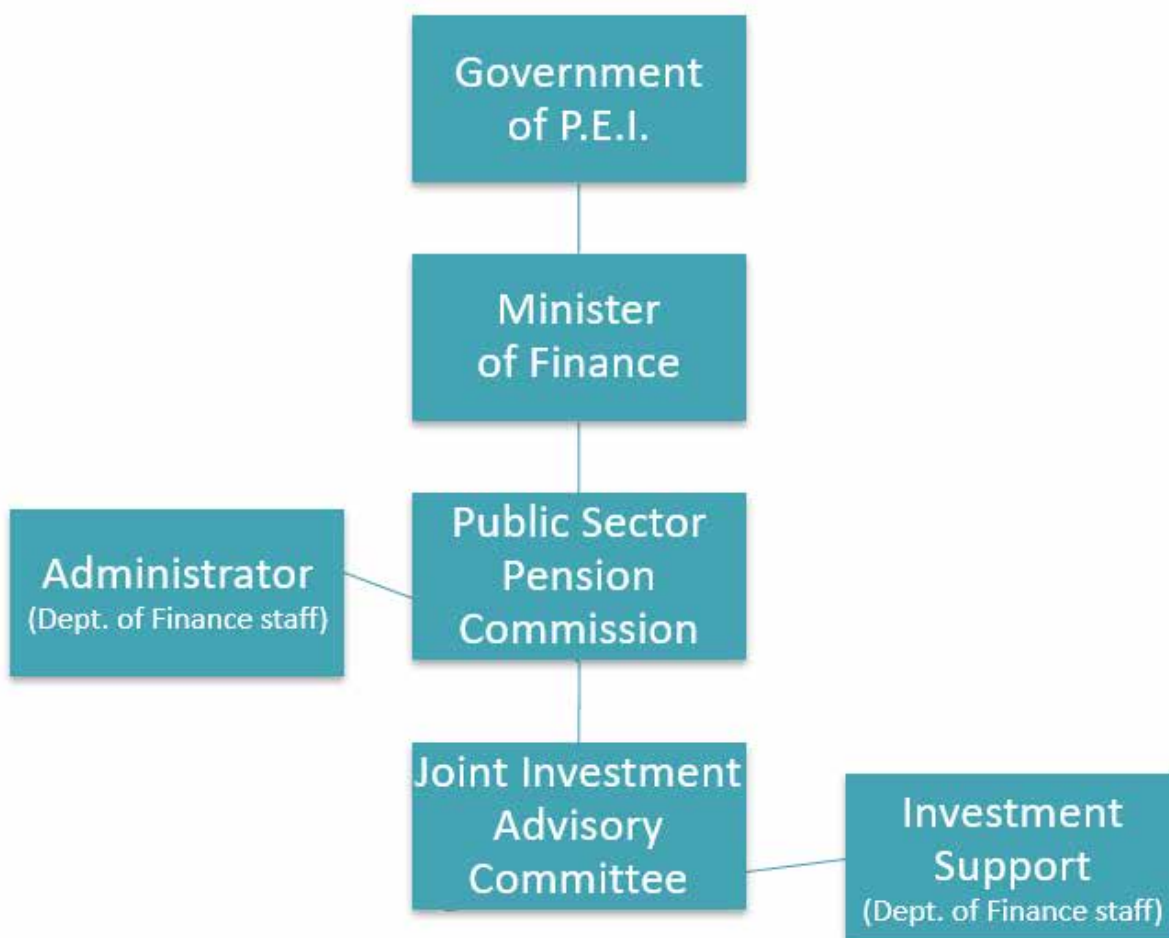 Government
of P.E.I.
Minister
of Finance
Public Sector
Pension
Commission
Administrator
(Dept. of Finance staff)
Joint Investment
Advisory
Committee
Investment
Support
(Dept. of Finance staff)